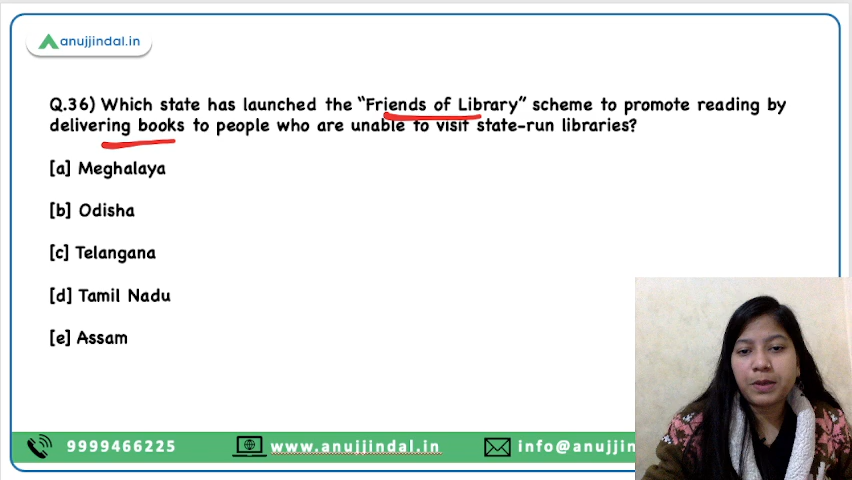 anujjindal.in
Q.36) Which state has launched the “Friends of Library” scheme to promote reading by
delivering books to people who are unable to visit state-run libraries?
[a] Meghalaya
[b] Odisha
[c] Telangana
[d] Tamil Nadu
[e] Assam
9999466225 www.anujjindal.in info@anujjin